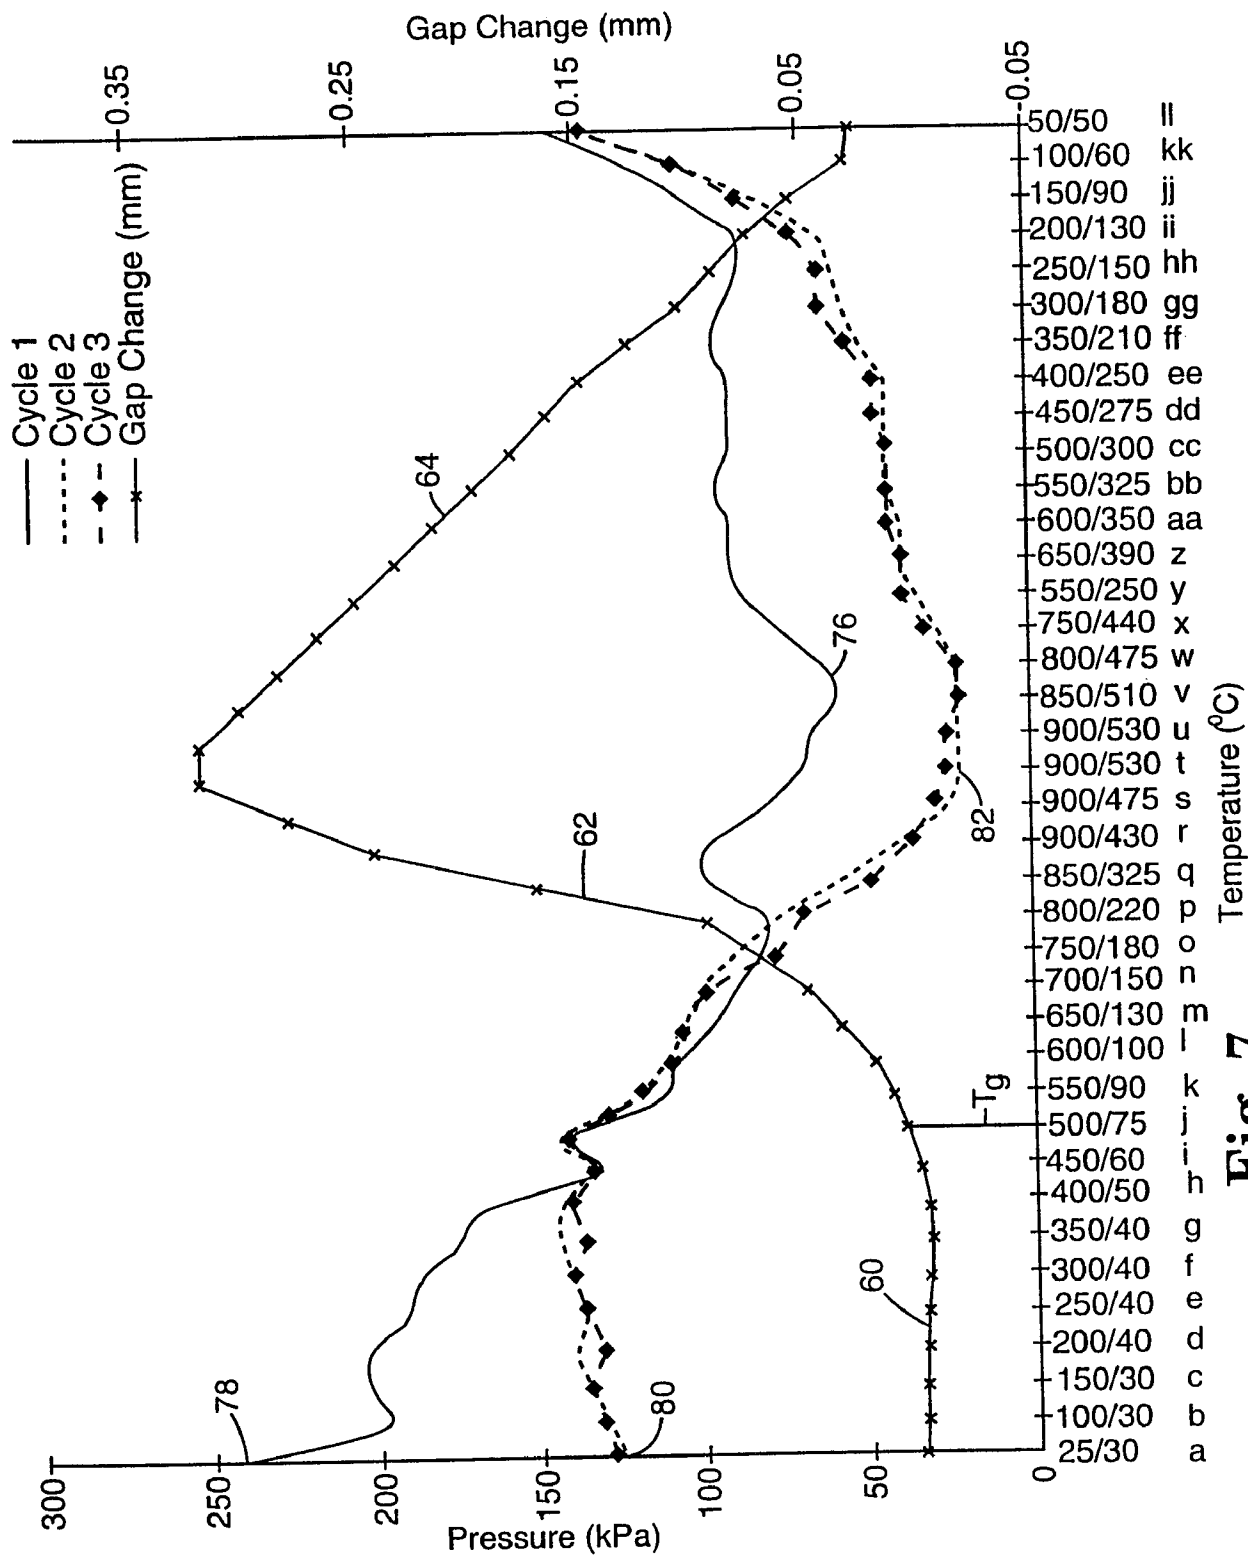 Cycle 1
Cycle 2
Cycle 3
Gap Change (mm)
Pressure (kPa)
300
250
200
150
100
50
0
Gap Change (mm)
0.35
0.25
0.15
0.05
-0.05
78
80
60
62
64
76
82
Tg
25/30 a
100/30 b
150/30 c
200/40 d
250/40 e
300/40 f
350/40 g
400/50 h
450/60 i
500/75 j
550/90 k
600/100 l
650/130 m
700/150 n
750/180 o
800/220 p
850/325 q
900/430 r
900/475 s
900/530 t
900/530 u
850/510 v
800/475 w
750/440 x
550/250 y
650/390 z
600/350 aa
550/325 bb
500/300 cc
450/275 dd
400/250 ee
350/210 ff
300/180 gg
250/150 hh
200/130 ii
150/90 jj
100/60 kk
50/50 ll
Temperature (⁰C)
Fig. 7